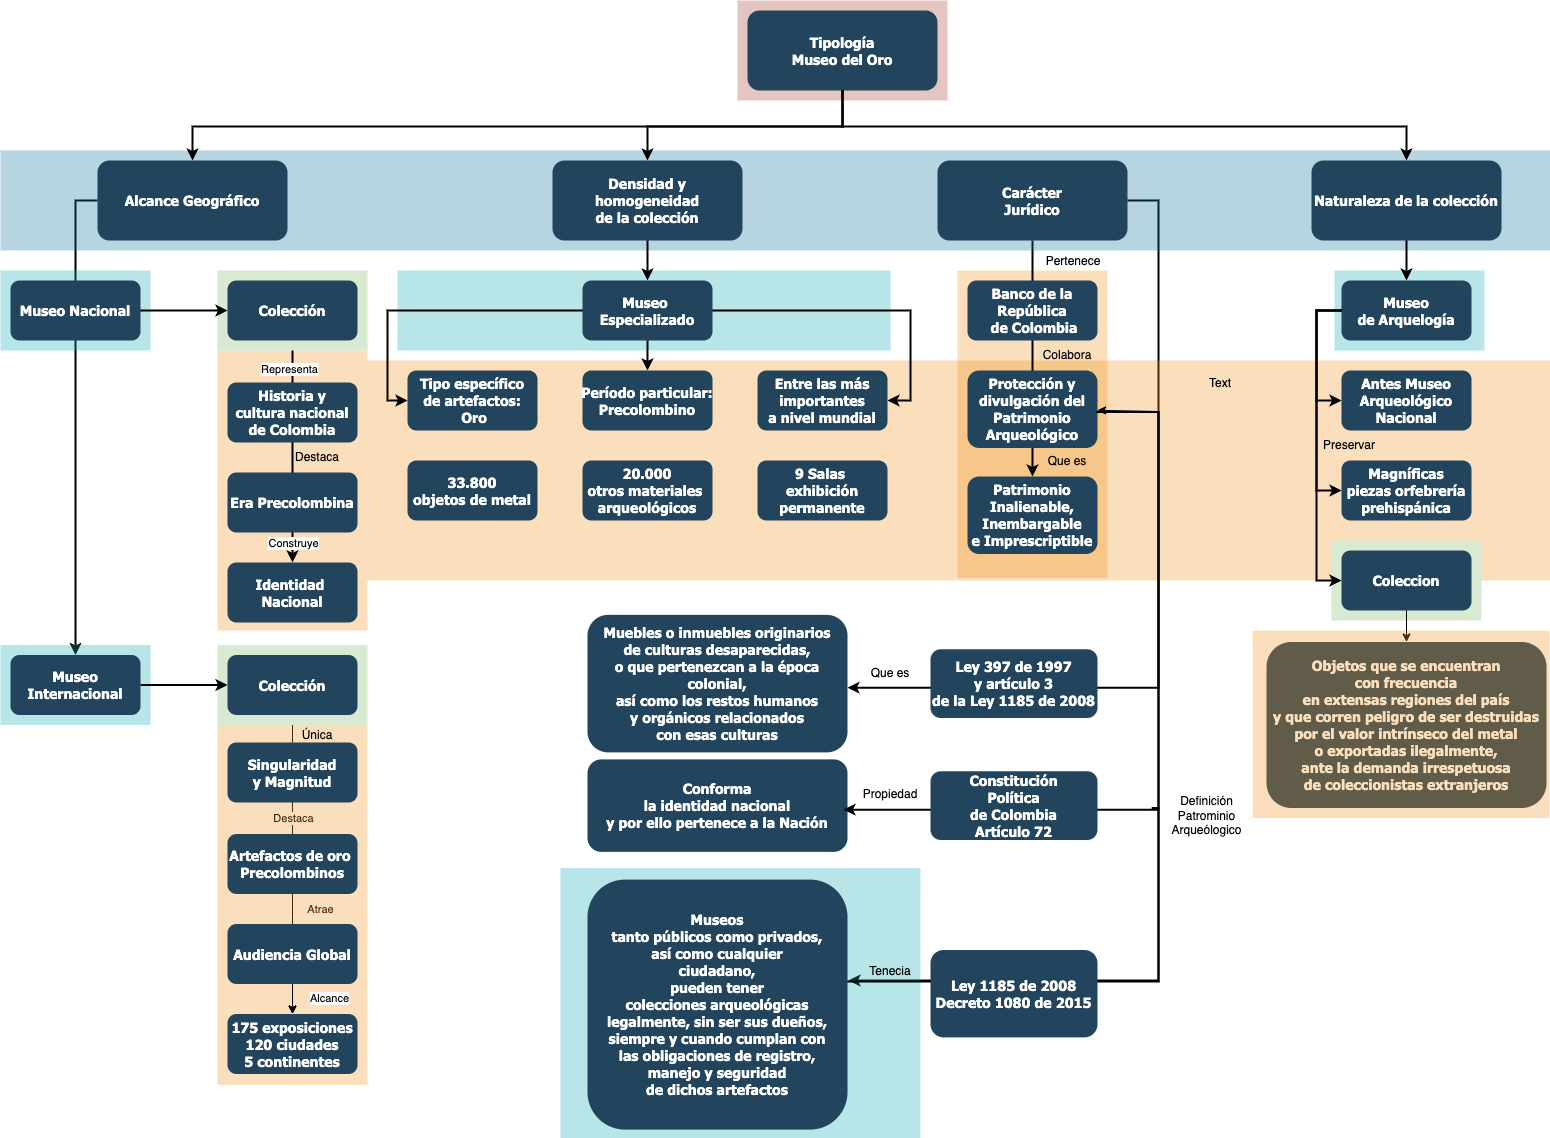 Tipología
Museo del Oro
Alcance Geográfico
Densidad y
homogeneidad
de la colección
Carácter
Jurídico
Naturaleza de la colección
Pertenece
Museo Nacional
Colección
Museo
Especializado
Banco de la
República
de Colombia
Museo
de Arquelogía
Representa
Colabora
Text
Historia y
cultura nacional
de Colombia
Tipo específico
de artefactos:
Oro
Período particular:
Precolombino
Entre las más
importantes
a nivel mundial
Protección y
divulgación del
Patrimonio
Arqueológico
Antes Museo
Arqueológico
Nacional
Destaca
Que es
Preservar
Era Precolombina
33.800
objetos de metal
20.000
otros materiales
arqueológicos
9 Salas
exhibición
permanente
Patrimonio
Inalienable,
Inembargable
e Imprescriptible
Magníficas
piezas orfebrería
prehispánica
Construye
Identidad
Nacional
Coleccion
Muebles o inmuebles originarios
de culturas desaparecidas,
o que pertenezcan a la época
colonial,
así como los restos humanos
y orgánicos relacionados
con esas culturas
Que es
Ley 397 de 1997
y artículo 3
de la Ley 1185 de 2008
Objetos que se encuentran
con frecuencia
en extensas regiones del país
y que corren peligro de ser destruidas
por el valor intrínseco del metal
o exportadas ilegalmente,
ante la demanda irrespetuosa
de coleccionistas extranjeros
Museo
Internacional
Colección
Única
Singularidad
y Magnitud
Destaca
Conforma
la identidad nacional
y por ello pertenece a la Nación
Propiedad
Constitución
Política
de Colombia
Artículo 72
Definición
Patrominio
Arqueólogico
Artefactos de oro
Precolombinos
Atrae
Audiencia Global
Alcance
175 exposiciones
120 ciudades
5 continentes
Museos
tanto públicos como privados,
así como cualquier
ciudadano,
pueden tener
colecciones arqueológicas
legalmente, sin ser sus dueños,
siempre y cuando cumplan con
las obligaciones de registro,
manejo y seguridad
de dichos artefactos
Tenecia
Ley 1185 de 2008
Decreto 1080 de 2015